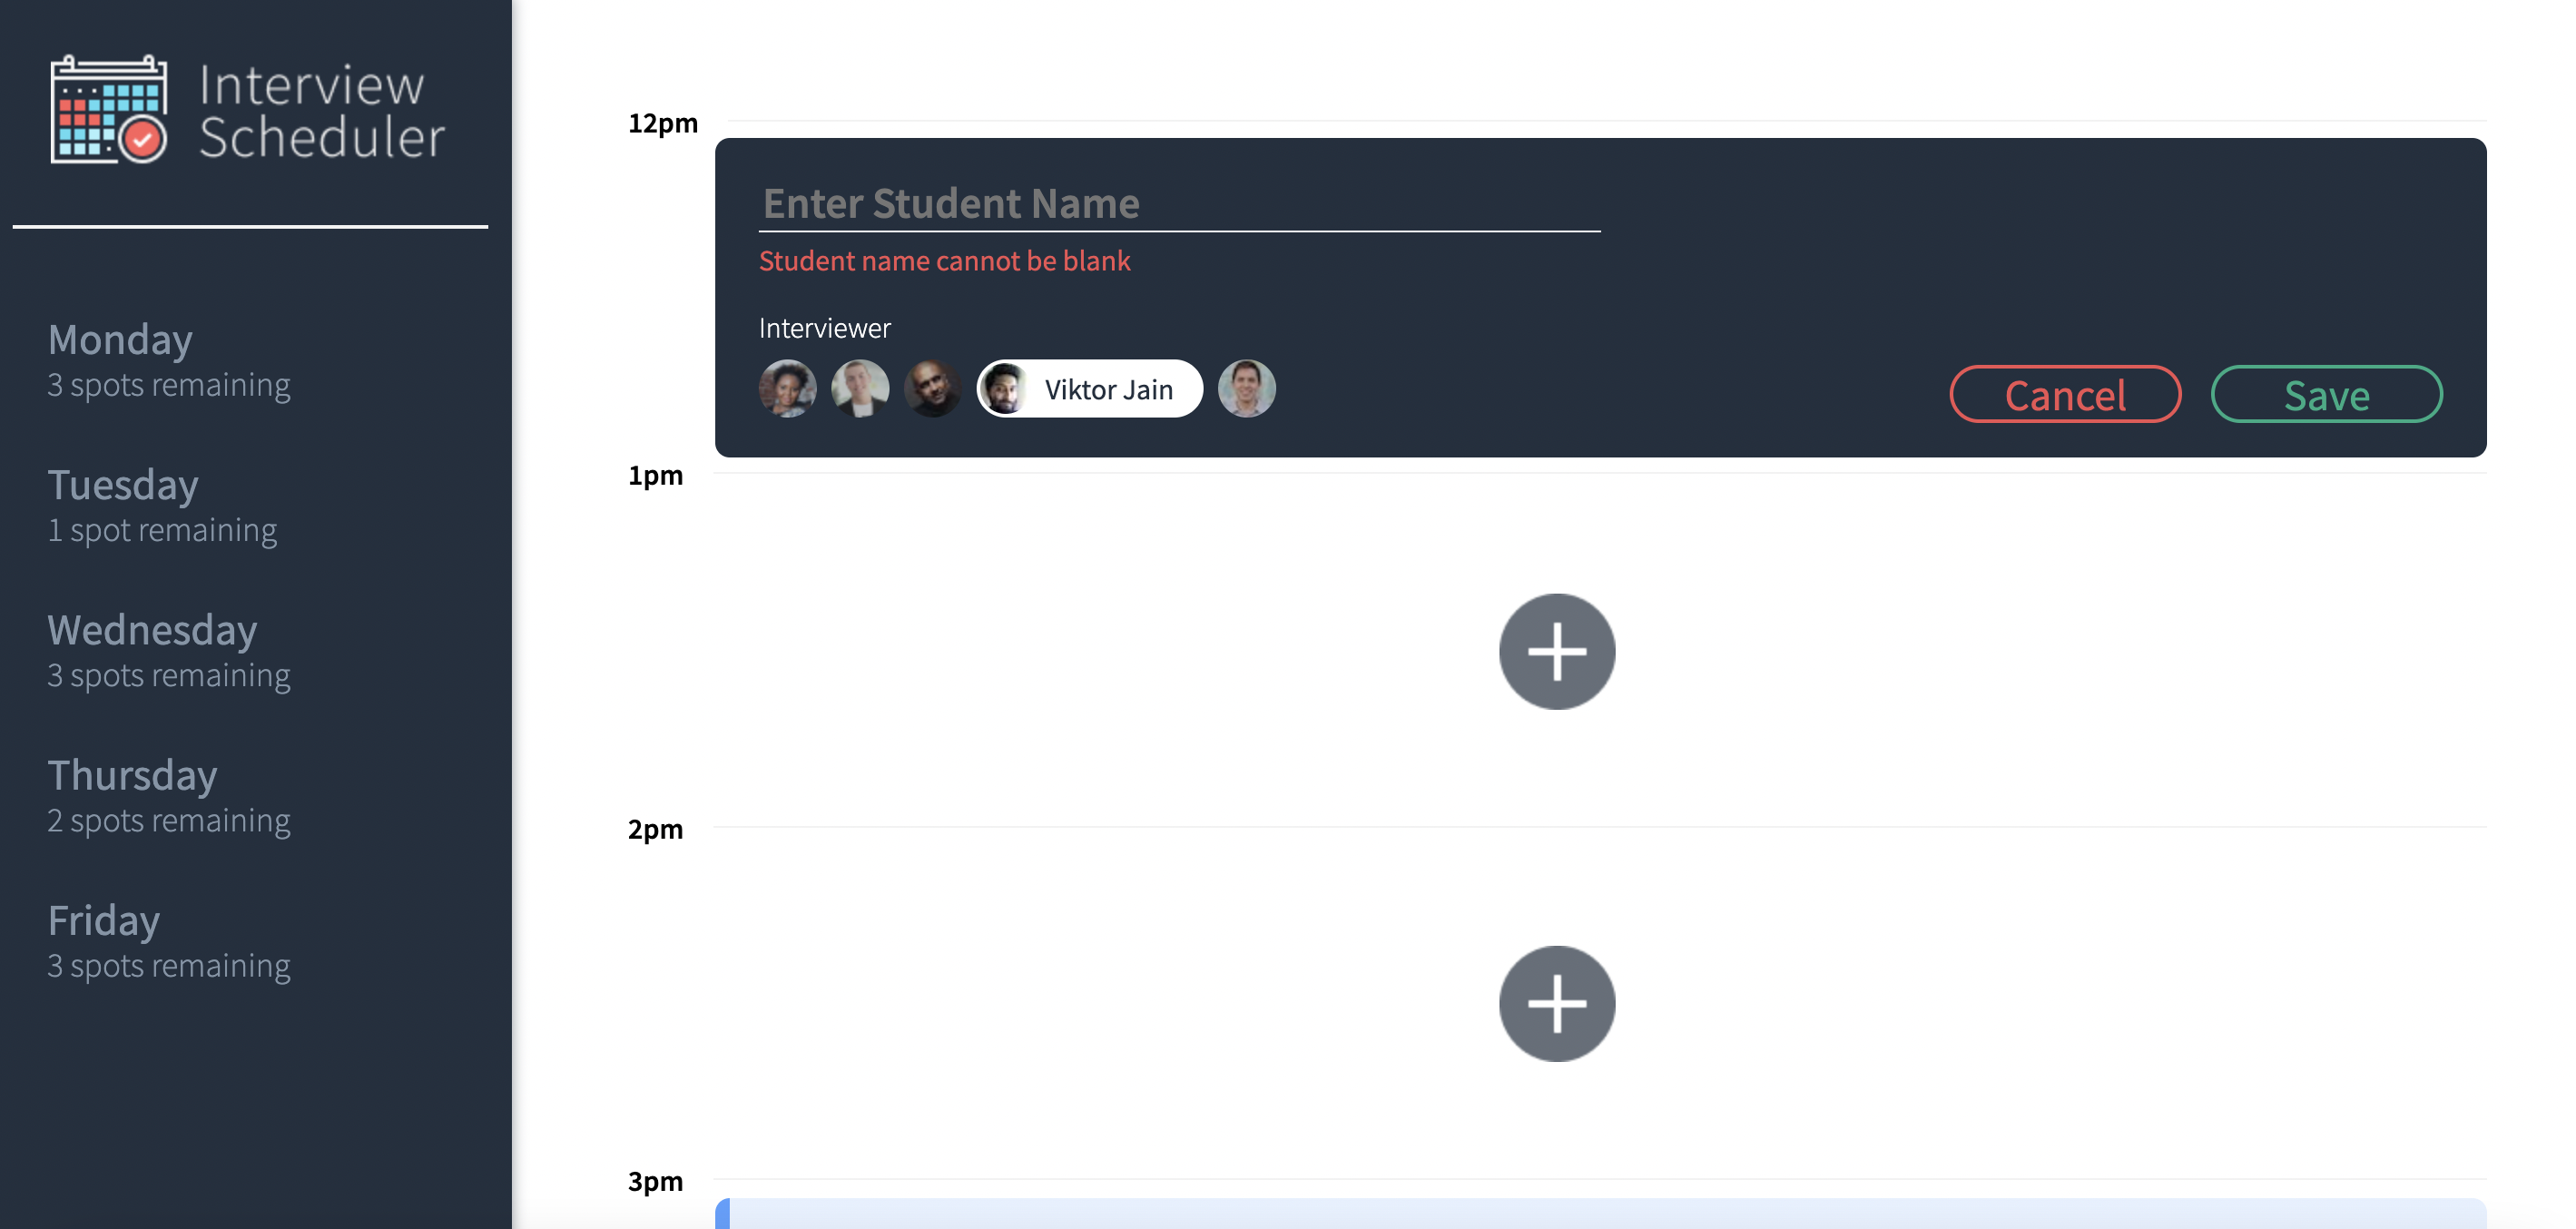 Interview
Scheduler
Monday
3 spots remaining
Tuesday
1 spot remaining
Wednesday
3 spots remaining
Thursday
2 spots remaining
Friday
3 spots remaining
12pm
Enter Student Name
Student name cannot be blank
Interviewer
Viktor Jain
Cancel
Save
1pm
2pm
3pm